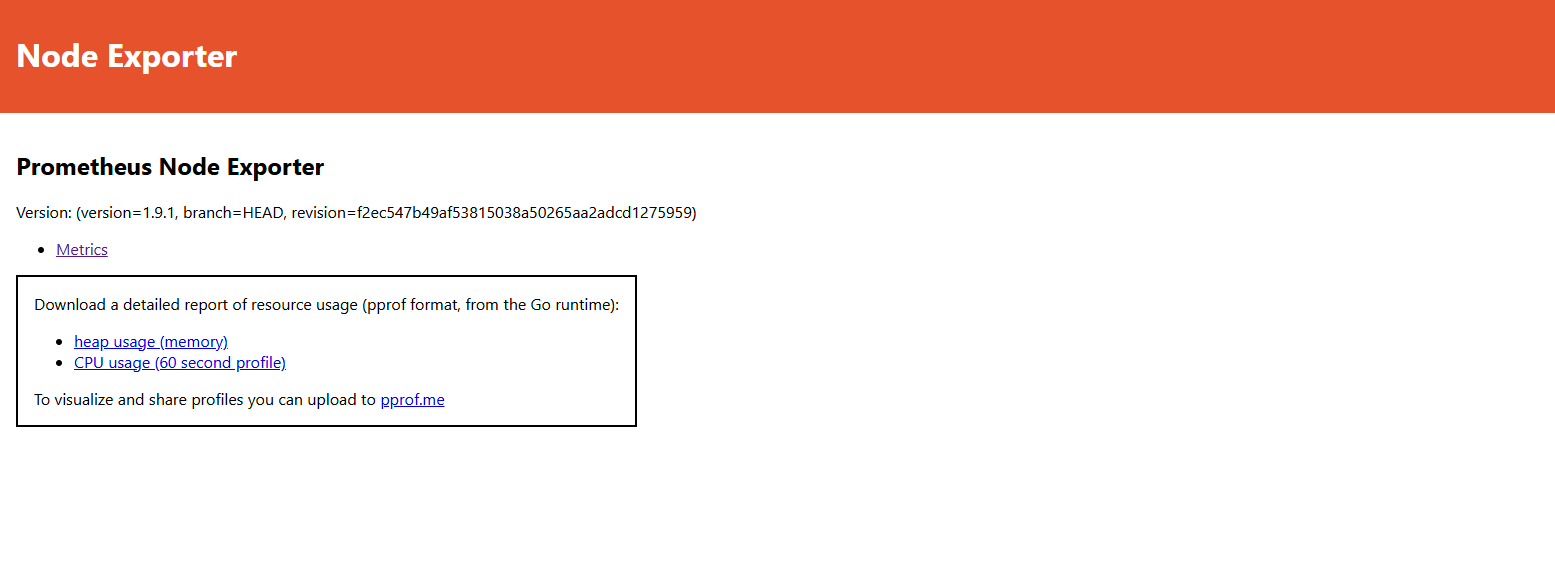 Node Exporter
Prometheus Node Exporter
Version: (version=1.9.1, branch=HEAD, revision=f2ec547b49af53815038a50265aa2adcd1275959)
Metrics
Download a detailed report of resource usage (pprof format, from the Go runtime):
heap usage (memory)
CPU usage (60 second profile)
To visualize and share profiles you can upload to pprof.me